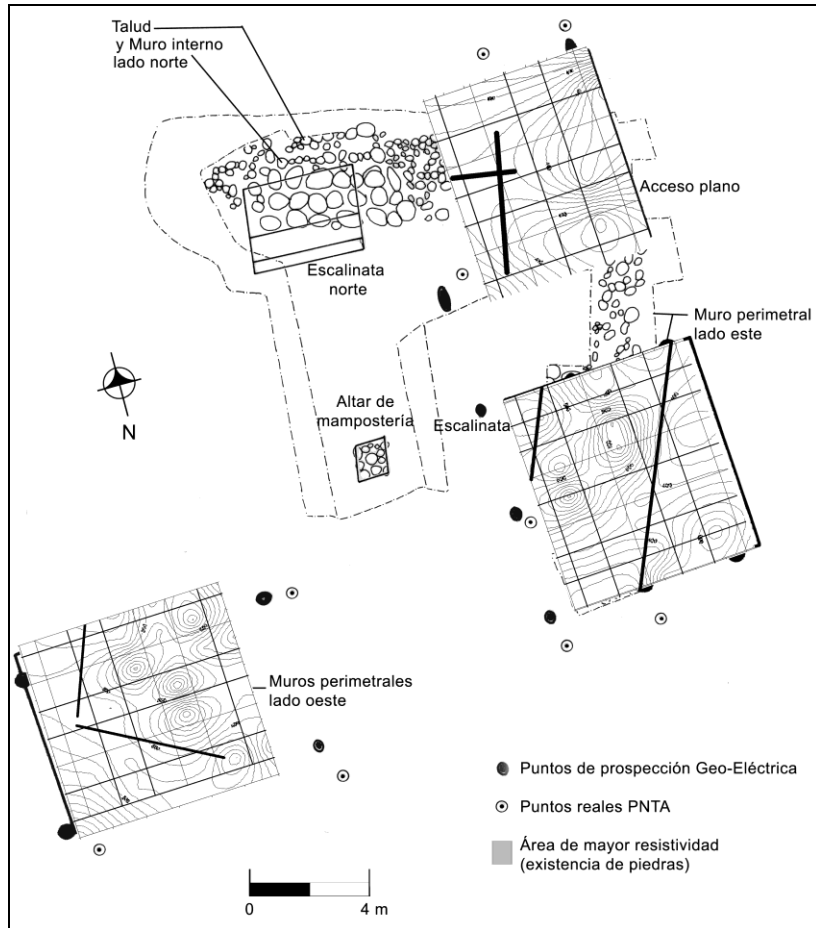 Talud
y Muro interno
lado norte
Acceso plano
Escalinata
norte
Muro perimetral
lado este
N
Altar de
mampostería
Escalinata
Muros perimetrales
lado oeste
Puntos de prospección Geo-Eléctrica
Puntos reales PNTA
Área de mayor resistividad
(existencia de piedras)
0
4 m